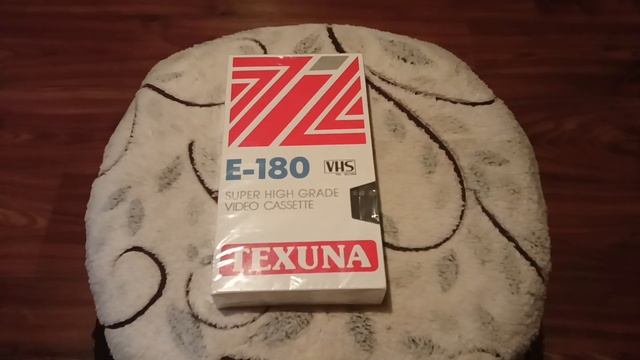 E-180 VHS
SUPER HIGH GRADE
VIDEO CASSETTE
TEXUNA